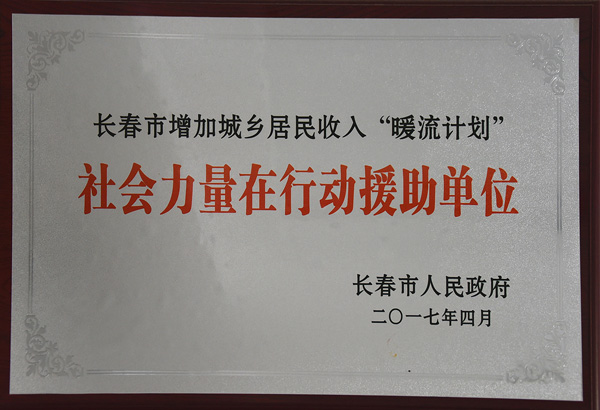 长春市增加城乡居民收入“暖流计划”
社会力量在行动援助单位
长春市人民政府
二〇一七年四月